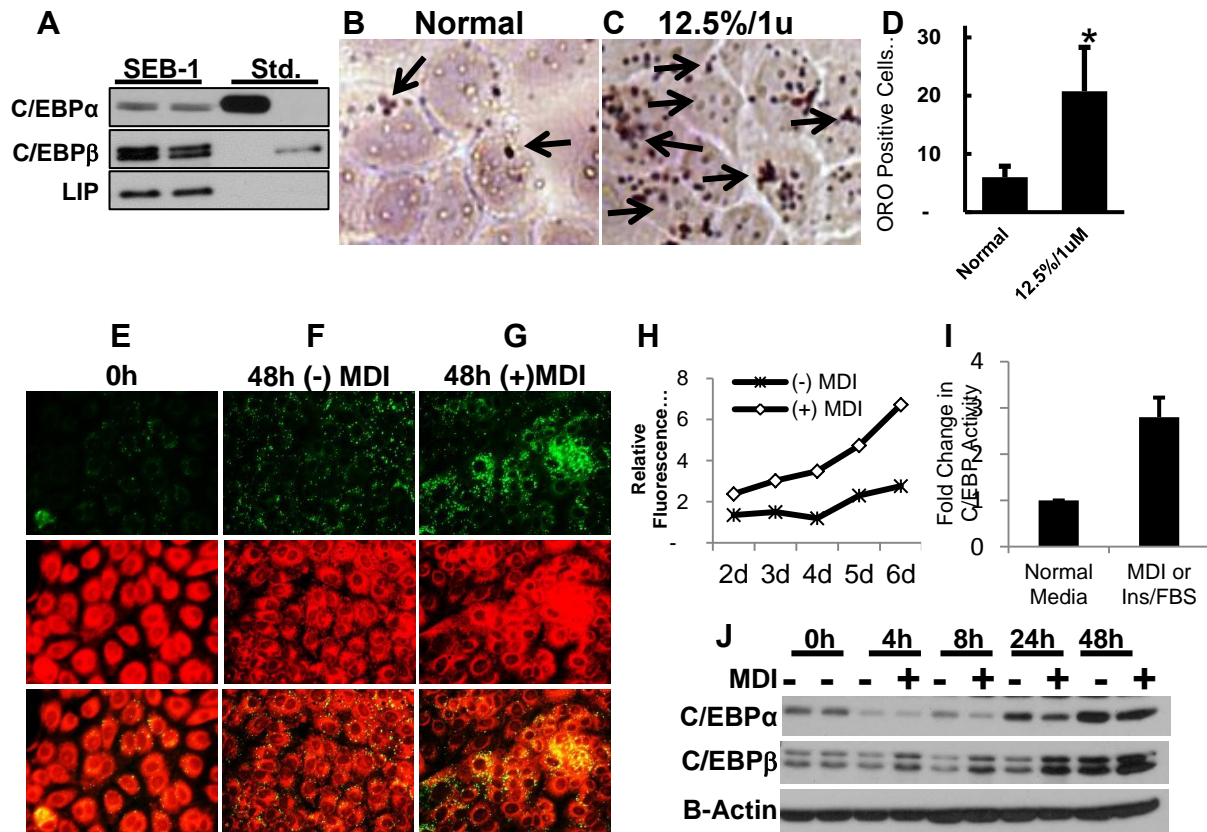 A
SEB-1 Std.
C/EBPα
C/EBPβ
LIP
B Normal
C 12.5%/1u
D
ORO Positive Cells..
30
20
10
-
*
Normal
12.5%/1uM
E
0h
F
48h (-) MDI
G
48h (+)MDI
H
Relative
Fluorescence...
8
6
4
2
-
(-) MDI
(+) MDI
2d 3d 4d 5d 6d
I
Fold Change in
C/EBP Activity
4
3
2
1
0
Normal
Media
MDI or
Ins/FBS
J
0h 4h 8h 24h 48h
MDI - - - + - + - + - +
C/EBPα
C/EBPβ
B-Actin